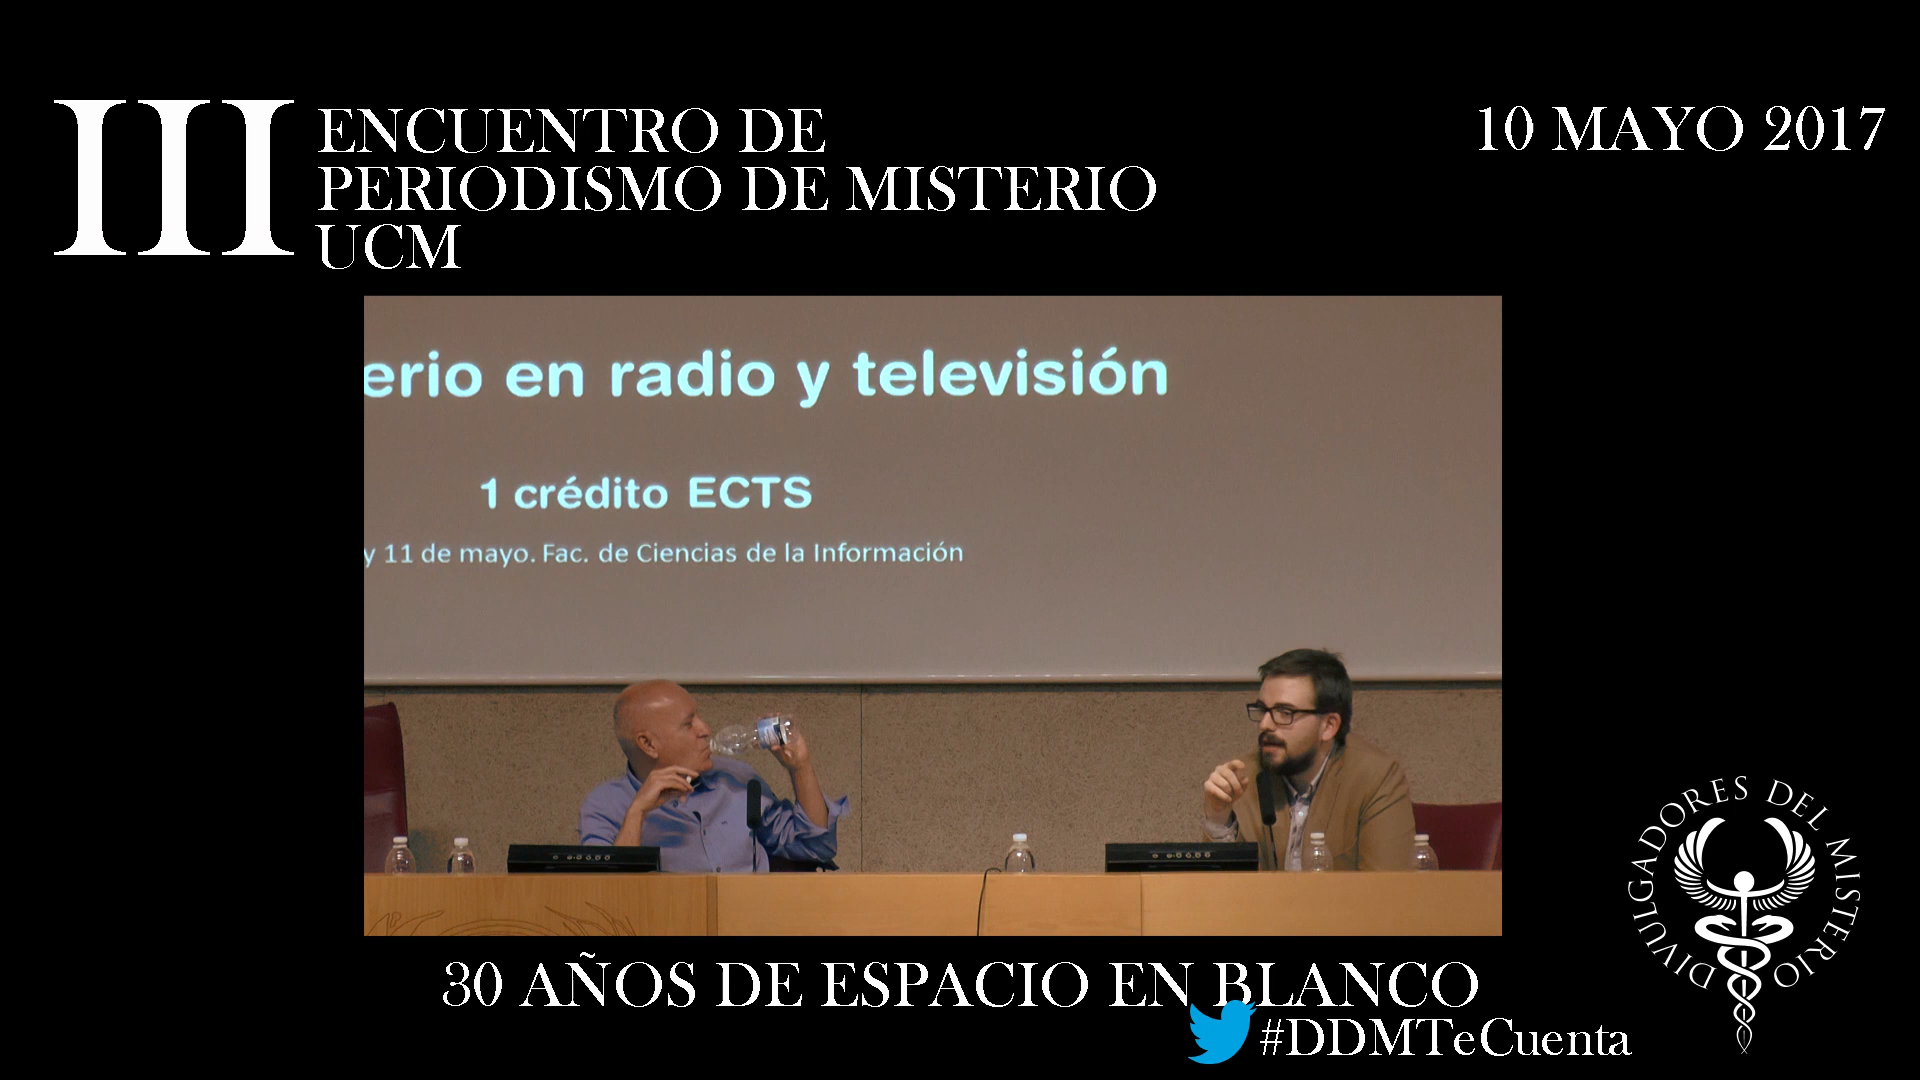 III
ENCUENTRO DE
PERIODISMO DE MISTERIO
UCM
10 MAYO 2017
erio en radio y televisión
1 crédito ECTS
y 11 de mayo. Fac. de Ciencias de la Información
30 AÑOS DE ESPACIO EN BLANCO
#DDMTeCuenta
DIVULGADORES DEL MISTERIO